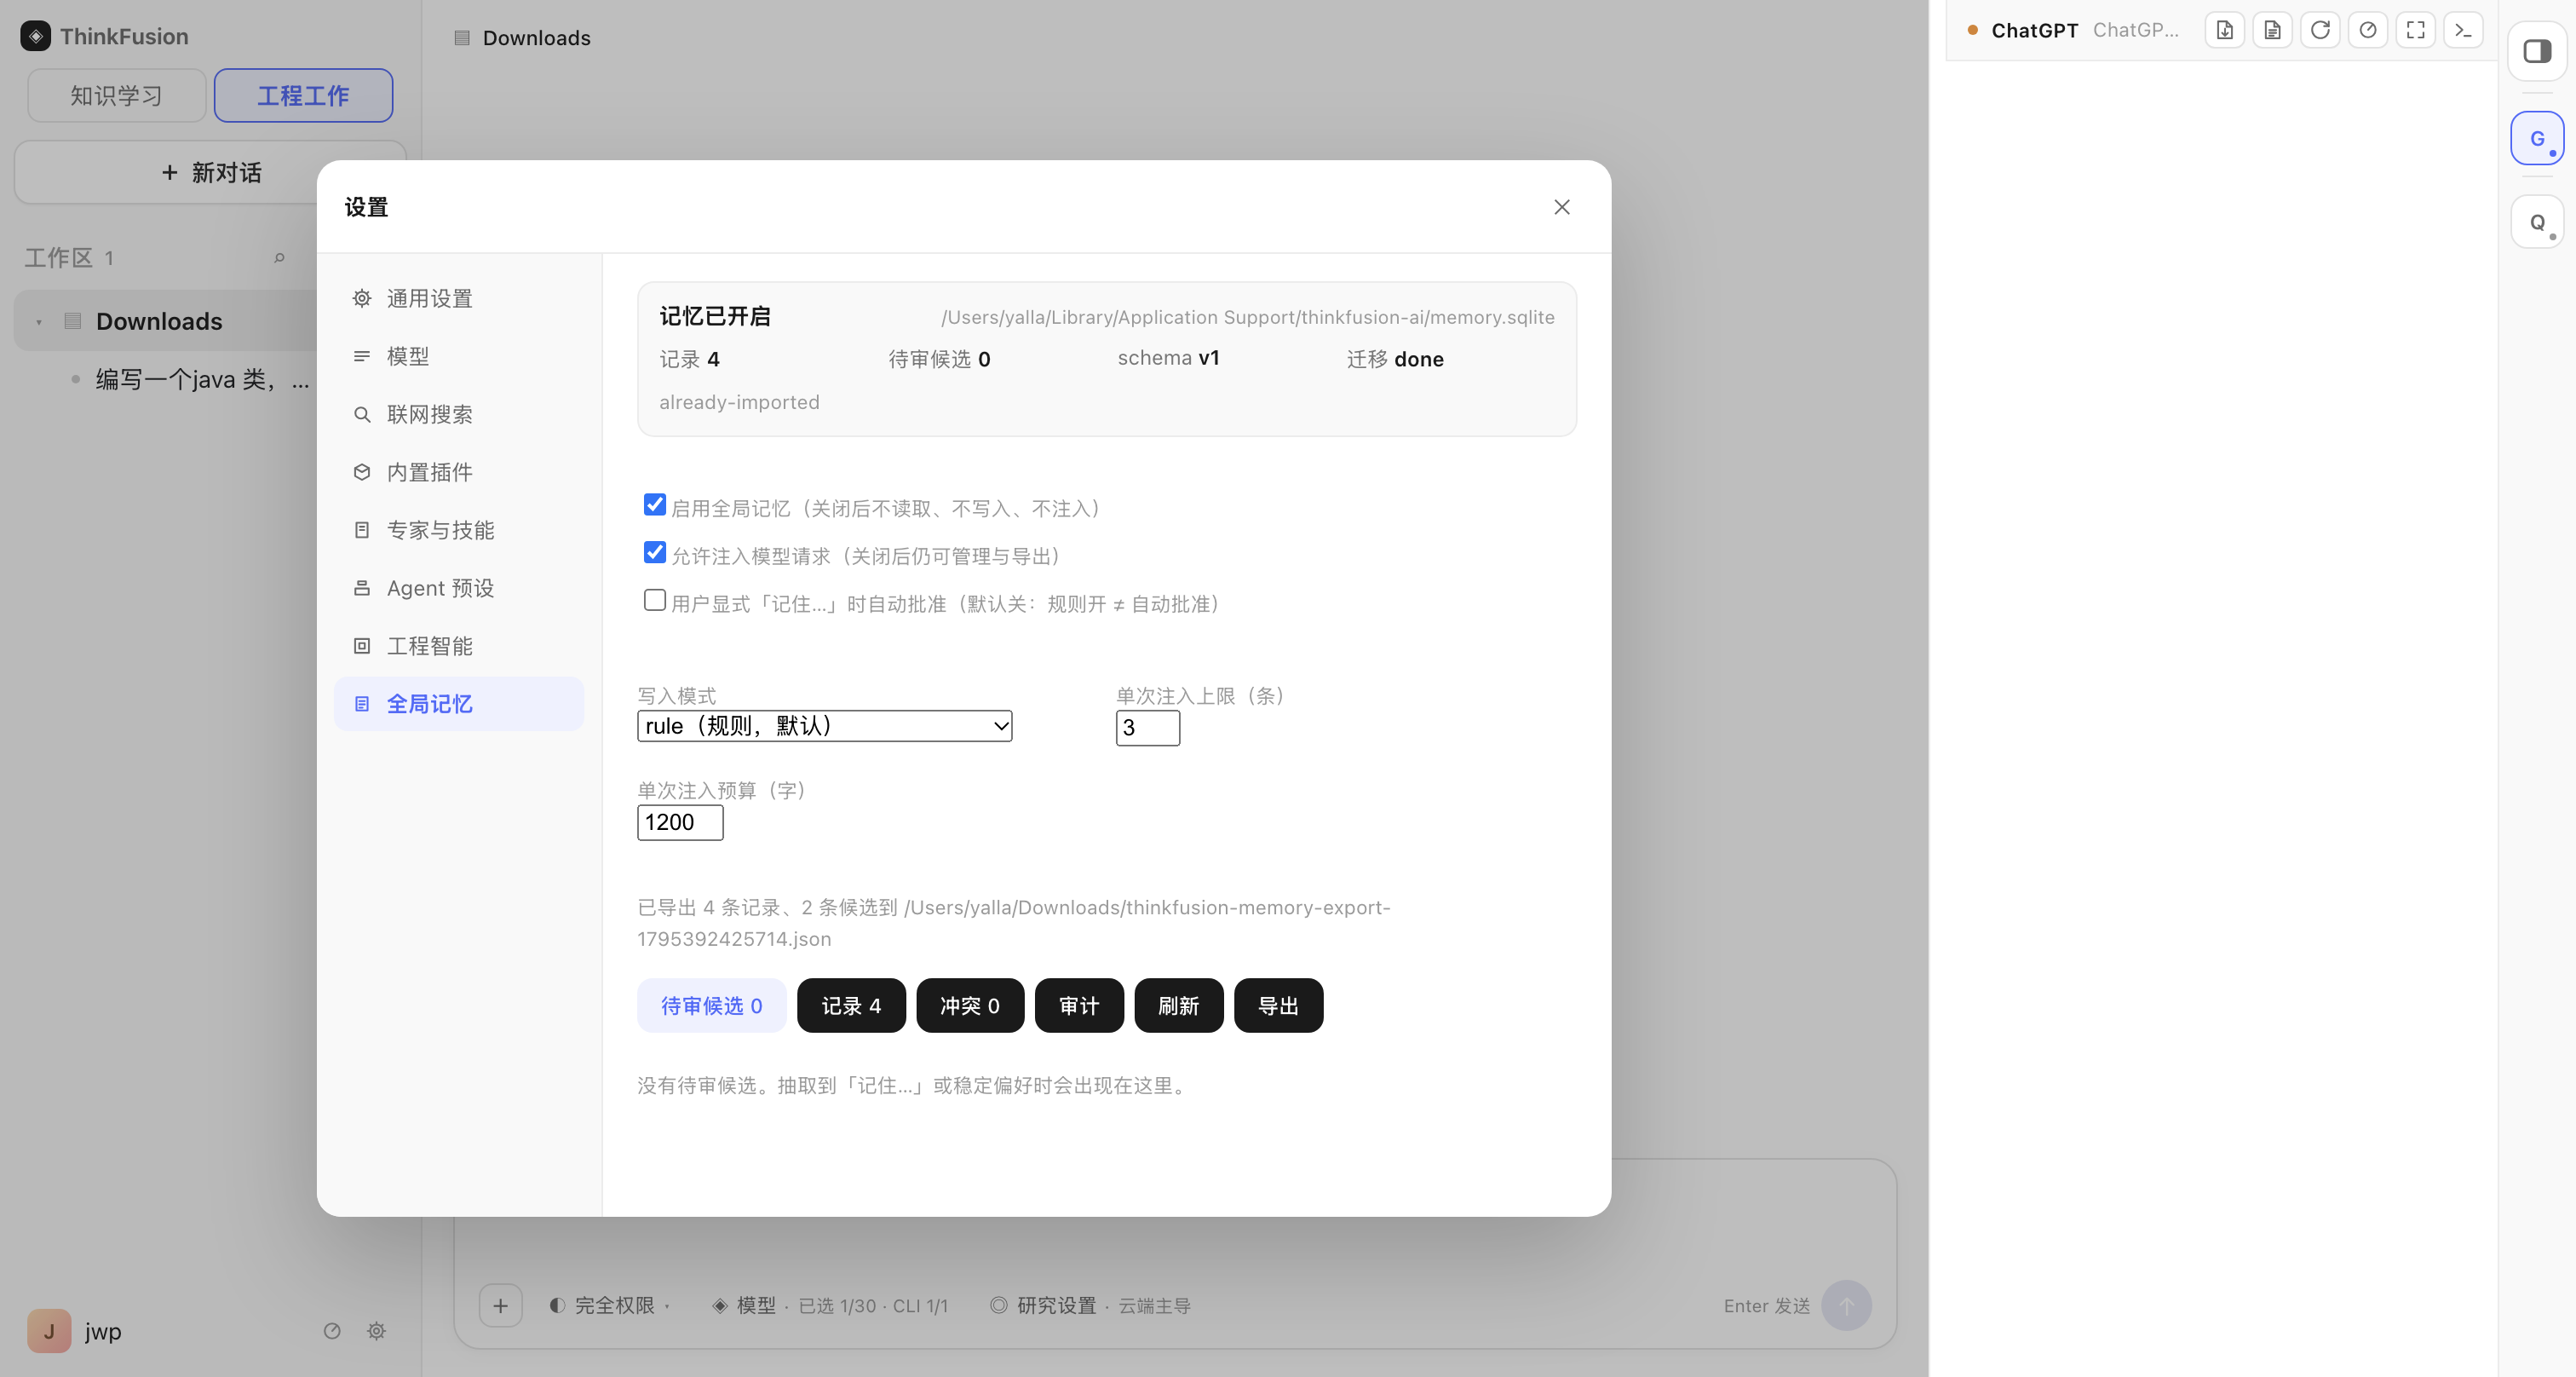 ThinkFusion
知识学习
工程工作
+ 新对话
工作区 1
Downloads
编写一个java 类，...
J
jwp
Downloads
设置
通用设置
模型
联网搜索
内置插件
专家与技能
Agent 预设
工程智能
全局记忆
记忆已开启
/Users/yalla/Library/Application Support/thinkfusion-ai/memory.sqlite
记录 4
待审候选 0
schema v1
迁移 done
already-imported
启用全局记忆（关闭后不读取、不写入、不注入）
允许注入模型请求（关闭后仍可管理与导出）
用户显式「记住...」时自动批准（默认关：规则开 ≠ 自动批准）
写入模式
rule（规则，默认）
单次注入上限（条）
3
单次注入预算（字）
1200
已导出 4 条记录、2 条候选到 /Users/yalla/Downloads/thinkfusion-memory-export-
1795392425714.json
待审候选 0
记录 4
冲突 0
审计
刷新
导出
没有待审候选。抽取到「记住...」或稳定偏好时会出现在这里。
+
完全权限
模型 · 已选 1/30 · CLI 1/1
研究设置 · 云端主导
Enter 发送
ChatGPT ChatGP...
G
Q